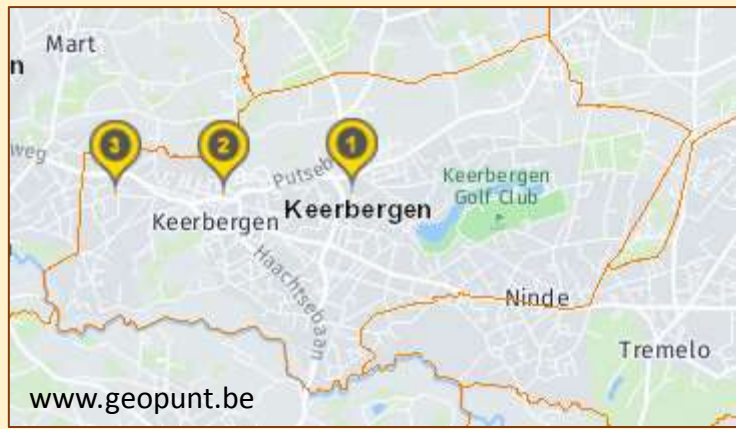 Mart
n
weg
3
2
1
Putseb
Keerbergen
Golf Club
Keerbergen
Keerbergen
Haachtsebaan
Ninde
Tremelo
www.geopunt.be